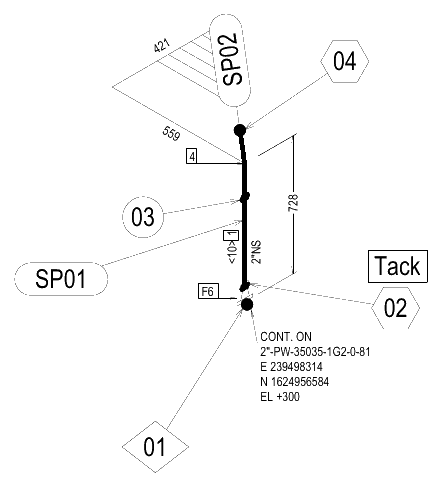 421
SP02
04
559
4
03
728
<10>
1
2"NS
SP01
Tack
F6
02
CONT. ON
2"-PW-35035-1G2-0-81
E 239498314
N 1624956584
EL +300
01